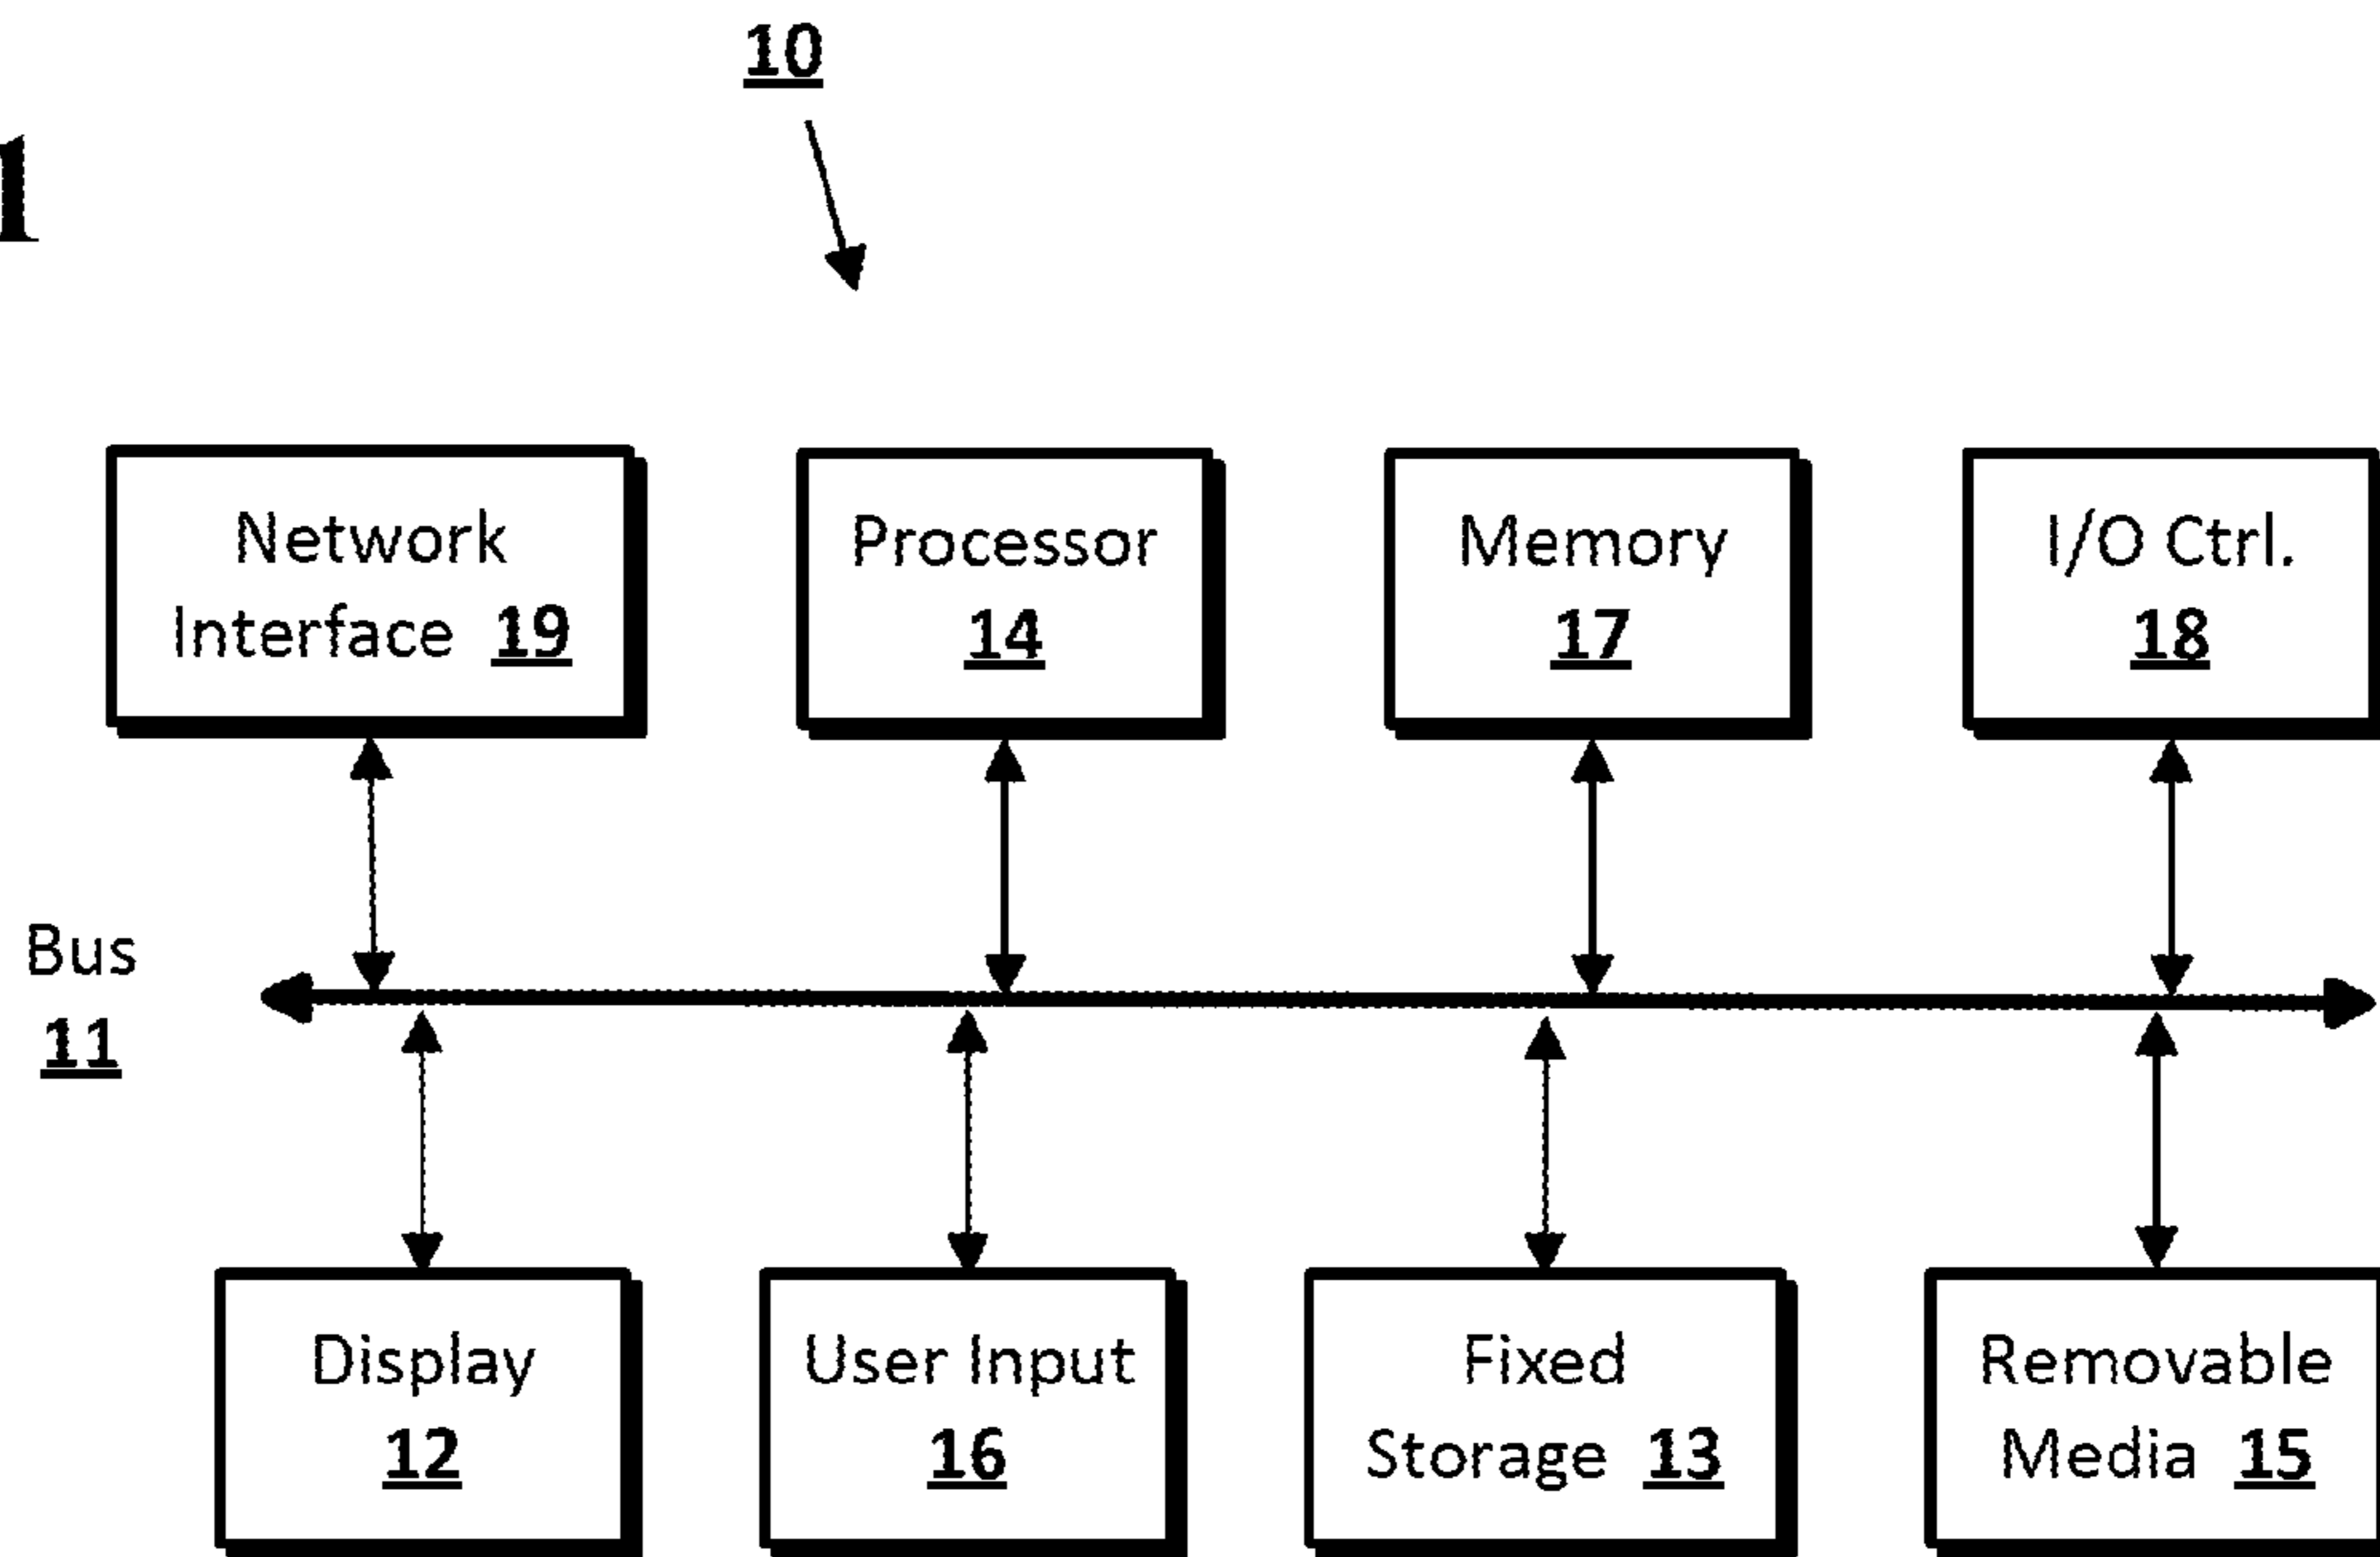 10
1
Network
Interface 19
Processor
14
Memory
17
I/O Ctrl.
18
Bus
11
Display
12
User Input
16
Fixed
Storage 13
Removable
Media 15